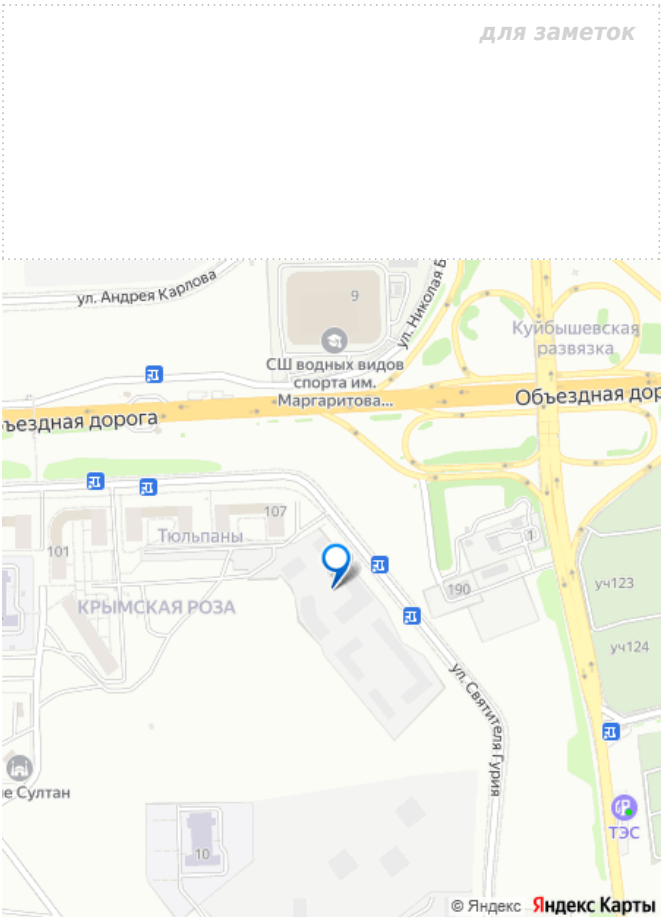 для заметок
ул. Андрея Карлова
9
ул. Николая Б
Куйбышевская
развязка
СШ водных видов
спорта им.
Маргаритова...
Объездная дор
ъездная дорога
107
Тюльпаны
101
1
190
уч123
КРЫМСКАЯ РОЗА
уч124
ул. Святителя Гурия
е Султан
ТЭС
10
© Яндекс Яндекс Карты